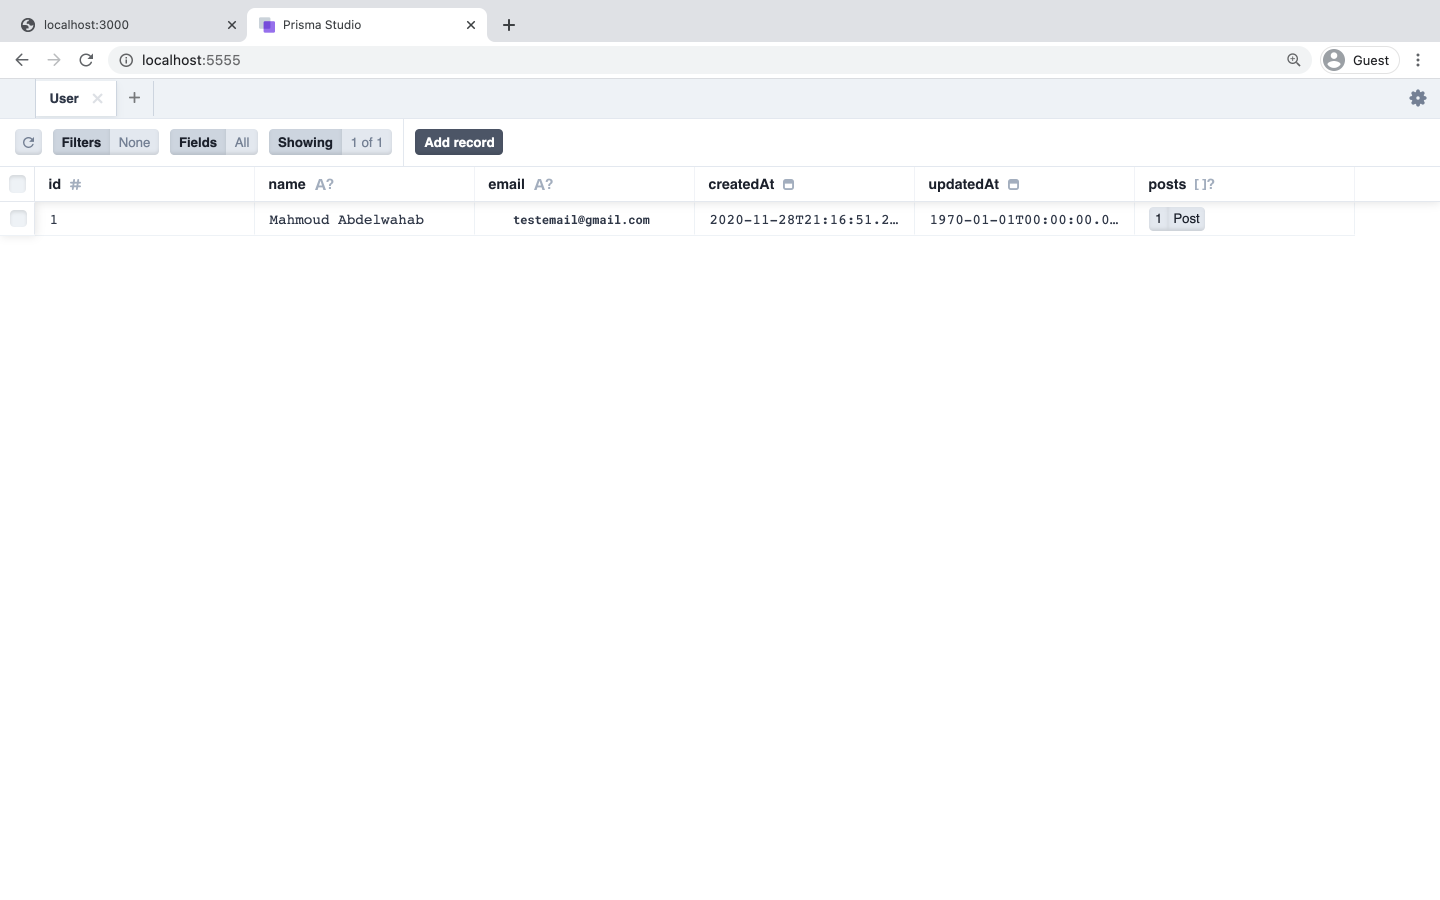 localhost:3000
Prisma Studio
localhost:5555
Guest
User
Filters None Fields All Showing 1 of 1 Add record
id # name A? email A? createdAt updatedAt posts []?
1 Mahmoud Abdelwahab testemail@gmail.com 2020-11-28T21:16:51.2… 1970-01-01T00:00:00.0… 1 Post